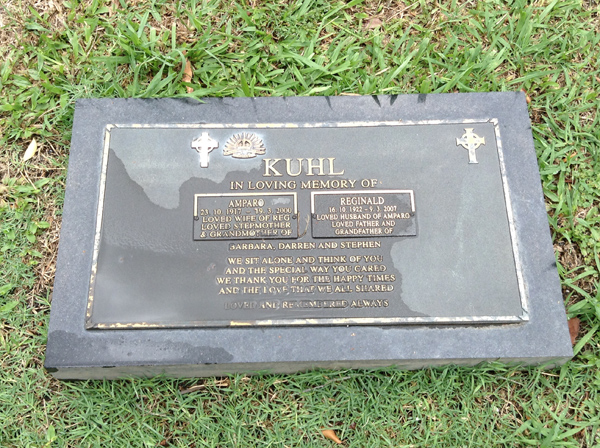 KUHL
IN LOVING MEMORY OF
AMPARO
23.10.1917 - 39.3.2000
LOVED WIFE OF REG
LOVED STEPMOTHER
& GRANDMOTHER OF
REGINALD
16.10.1922 - 9.3.2007
LOVED HUSBAND OF AMPARO
LOVED FATHER AND
GRANDFATHER OF
BARBARA, DARREN AND STEPHEN
WE SIT ALONE AND THINK OF YOU
AND THE SPECIAL WAY YOU CARED
WE THANK YOU FOR THE HAPPY TIMES
AND THE LOVE THAT WE ALL SHARED
LOVED AND REMEMBERED ALWAYS